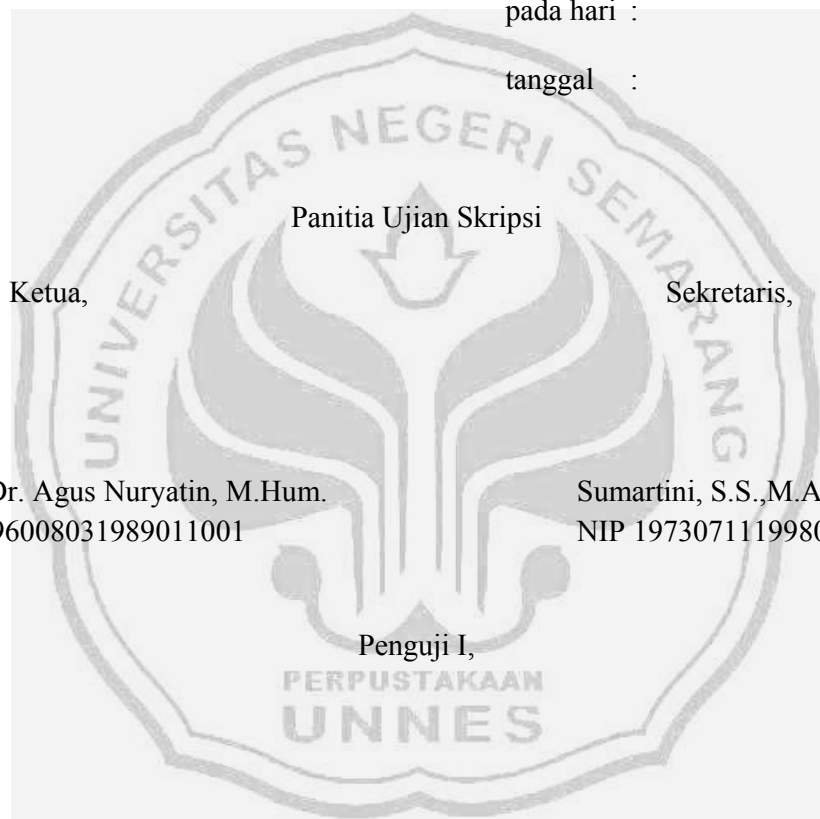 pada hari :
tanggal :
UNIVERSITAS NEGERI SEMARANG
Panitia Ujian Skripsi
Ketua, Sekretaris,
Dr. Agus Nuryatin, M.Hum. Sumartini, S.S.,M.A
96008031989011001 NIP 1973071119980
Penguji I,
PERPUSTAKAAN
UNNES